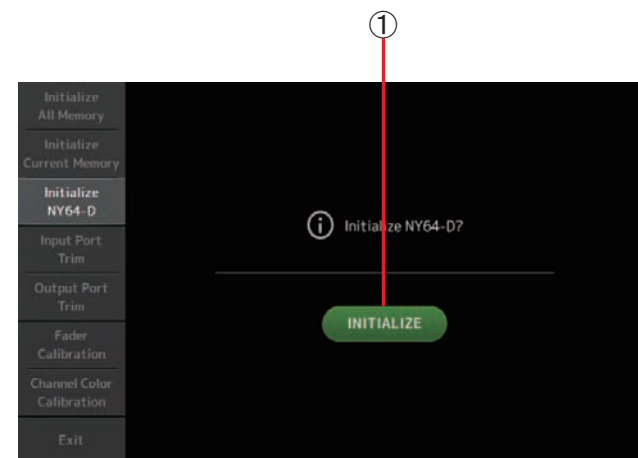 ①
Initialize
All Memory
Initialize
Current Memory
Initialize
NY64-D
Initialize NY64-D?
Input Port
Trim
Output Port
Trim
INITIALIZE
Fader
Calibration
Channel Color
Calibration
Exit